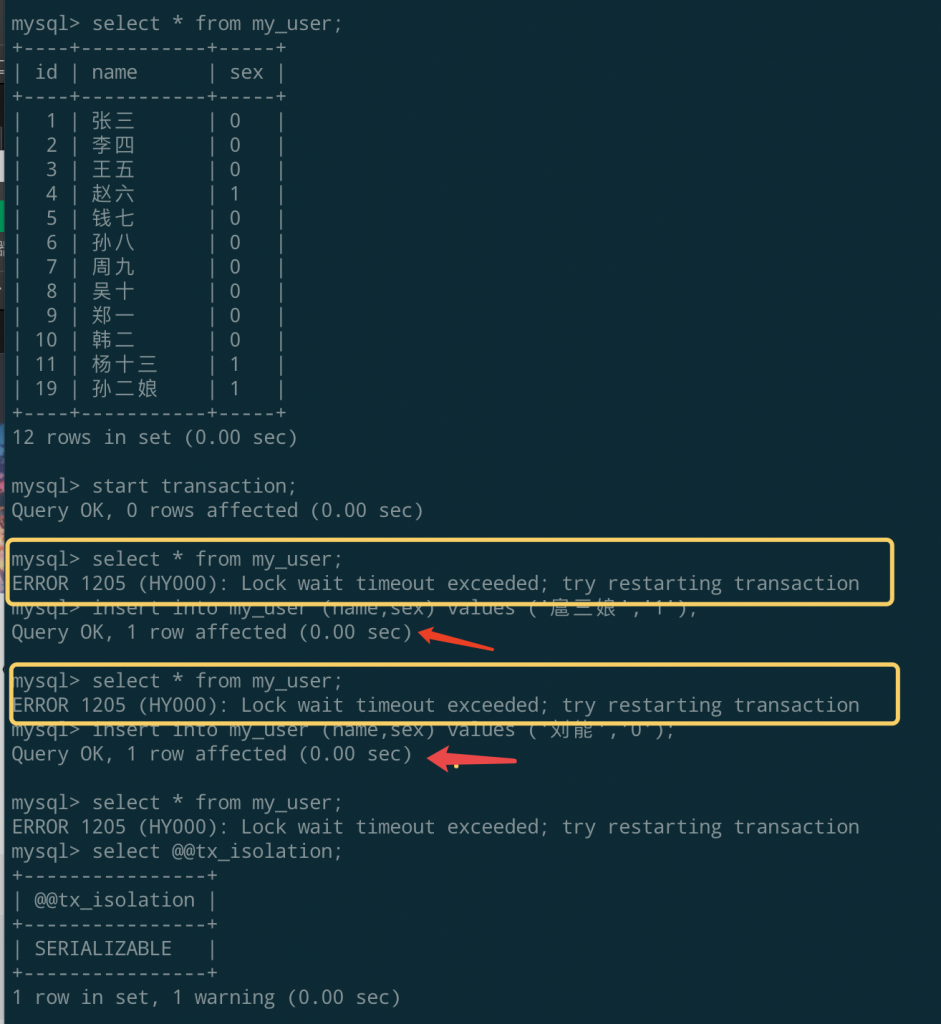 mysql> select * from my_user;
+----+-----------+-----+
| id | name      | sex |
+----+-----------+-----+
|  1 | 张三      | 0   |
|  2 | 李四      | 0   |
|  3 | 王五      | 0   |
|  4 | 赵六      | 1   |
|  5 | 钱七      | 0   |
|  6 | 孙八      | 0   |
|  7 | 周九      | 0   |
|  8 | 吴十      | 0   |
|  9 | 郑一      | 0   |
| 10 | 韩二      | 0   |
| 11 | 杨十三    | 1   |
| 19 | 孙二娘    | 1   |
+----+-----------+-----+
12 rows in set (0.00 sec)
mysql> start transaction;
Query OK, 0 rows affected (0.00 sec)
mysql> select * from my_user;
ERROR 1205 (HY000): Lock wait timeout exceeded; try restarting transaction
mysql> insert into my_user (name,sex) values ('扈三娘','1');
Query OK, 1 row affected (0.00 sec)
mysql> select * from my_user;
ERROR 1205 (HY000): Lock wait timeout exceeded; try restarting transaction
mysql> insert into my_user (name,sex) values ('刘能','0');
Query OK, 1 row affected (0.00 sec)
mysql> select * from my_user;
ERROR 1205 (HY000): Lock wait timeout exceeded; try restarting transaction
mysql> select @@tx_isolation;
+----------------+
| @@tx_isolation |
+----------------+
| SERIALIZABLE   |
+----------------+
1 row in set, 1 warning (0.00 sec)